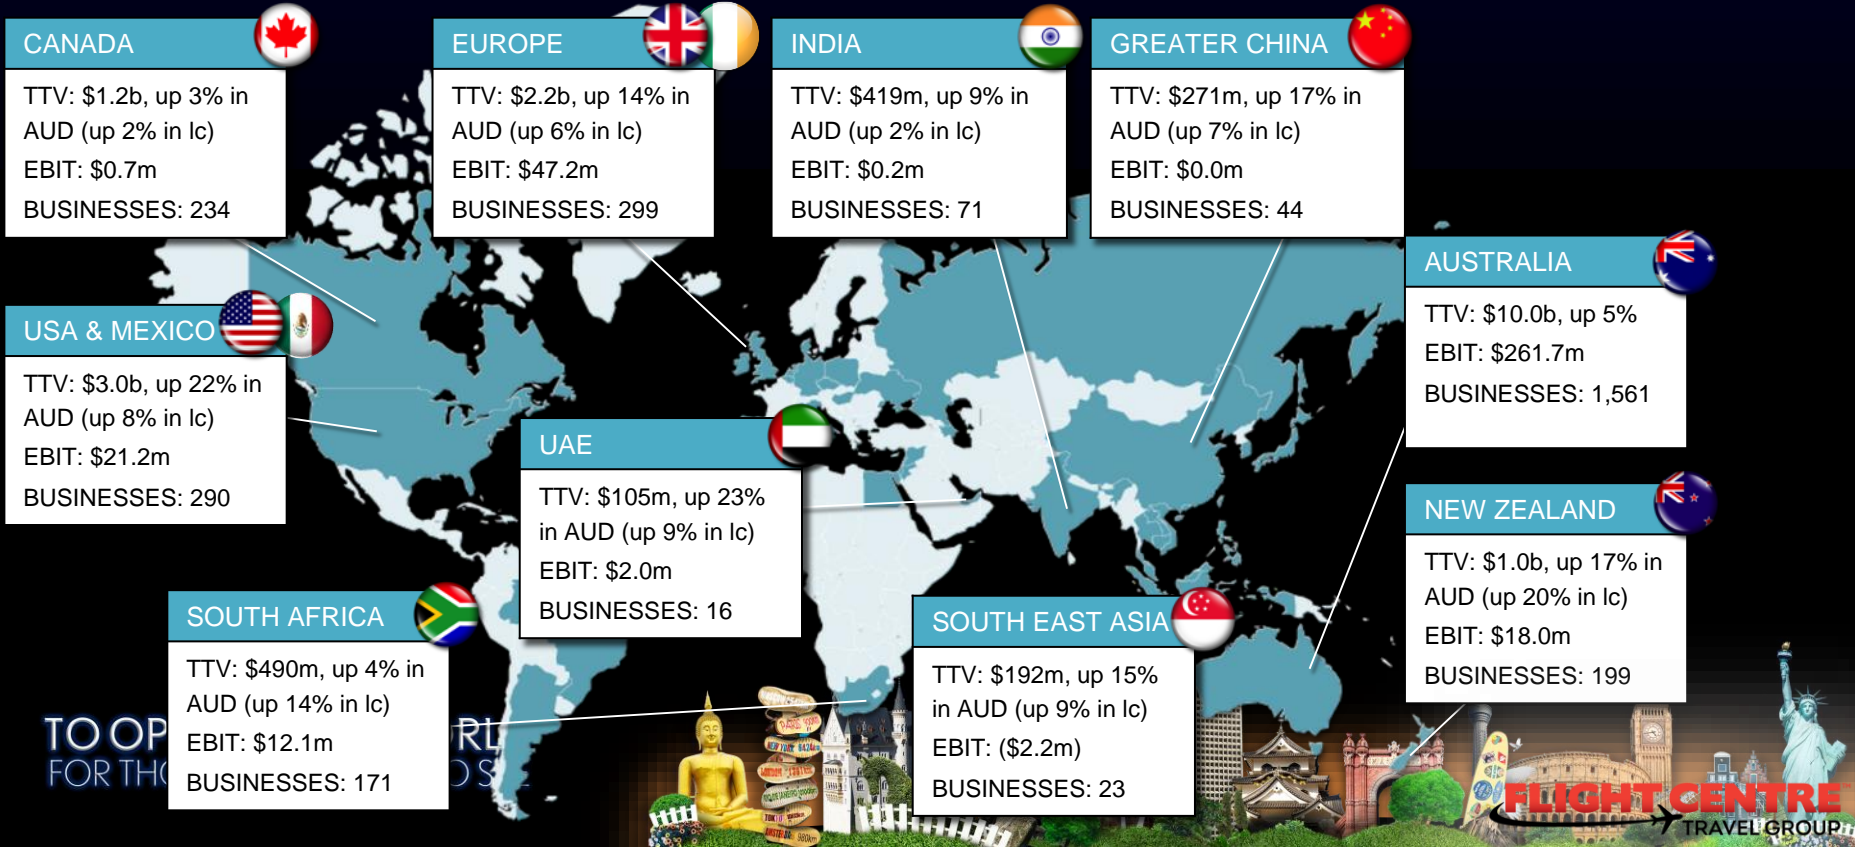 CANADA
TTV: $1.2b, up 3% in
AUD (up 2% in lc)
EBIT: $0.7m
BUSINESSES: 234
EUROPE
TTV: $2.2b, up 14% in
AUD (up 6% in lc)
EBIT: $47.2m
BUSINESSES: 299
INDIA
TTV: $419m, up 9% in
AUD (up 2% in lc)
EBIT: $0.2m
BUSINESSES: 71
GREATER CHINA
TTV: $271m, up 17% in
AUD (up 7% in lc)
EBIT: $0.0m
BUSINESSES: 44
AUSTRALIA
TTV: $10.0b, up 5%
EBIT: $261.7m
BUSINESSES: 1,561
USA & MEXICO
TTV: $3.0b, up 22% in
AUD (up 8% in lc)
EBIT: $21.2m
BUSINESSES: 290
UAE
TTV: $105m, up 23%
in AUD (up 9% in lc)
EBIT: $2.0m
BUSINESSES: 16
NEW ZEALAND
TTV: $1.0b, up 17% in
AUD (up 20% in lc)
EBIT: $18.0m
BUSINESSES: 199
SOUTH AFRICA
TTV: $490m, up 4% in
AUD (up 14% in lc)
EBIT: $12.1m
BUSINESSES: 171
SOUTH EAST ASIA
TTV: $192m, up 15%
in AUD (up 9% in lc)
EBIT: ($2.2m)
BUSINESSES: 23
TO OP
FOR THO
FLIGHT CENTRE
TRAVEL GROUP